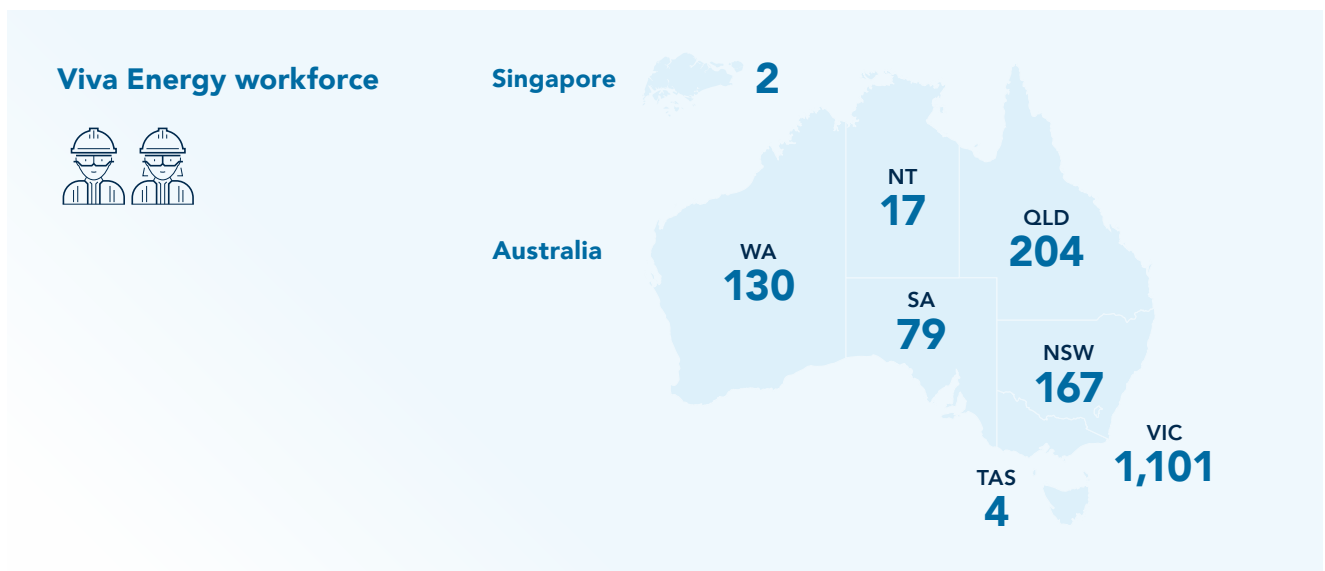 Viva Energy workforce
Singapore
2
Australia
WA
130
NT
17
QLD
204
SA
79
NSW
167
VIC
1,101
TAS
4